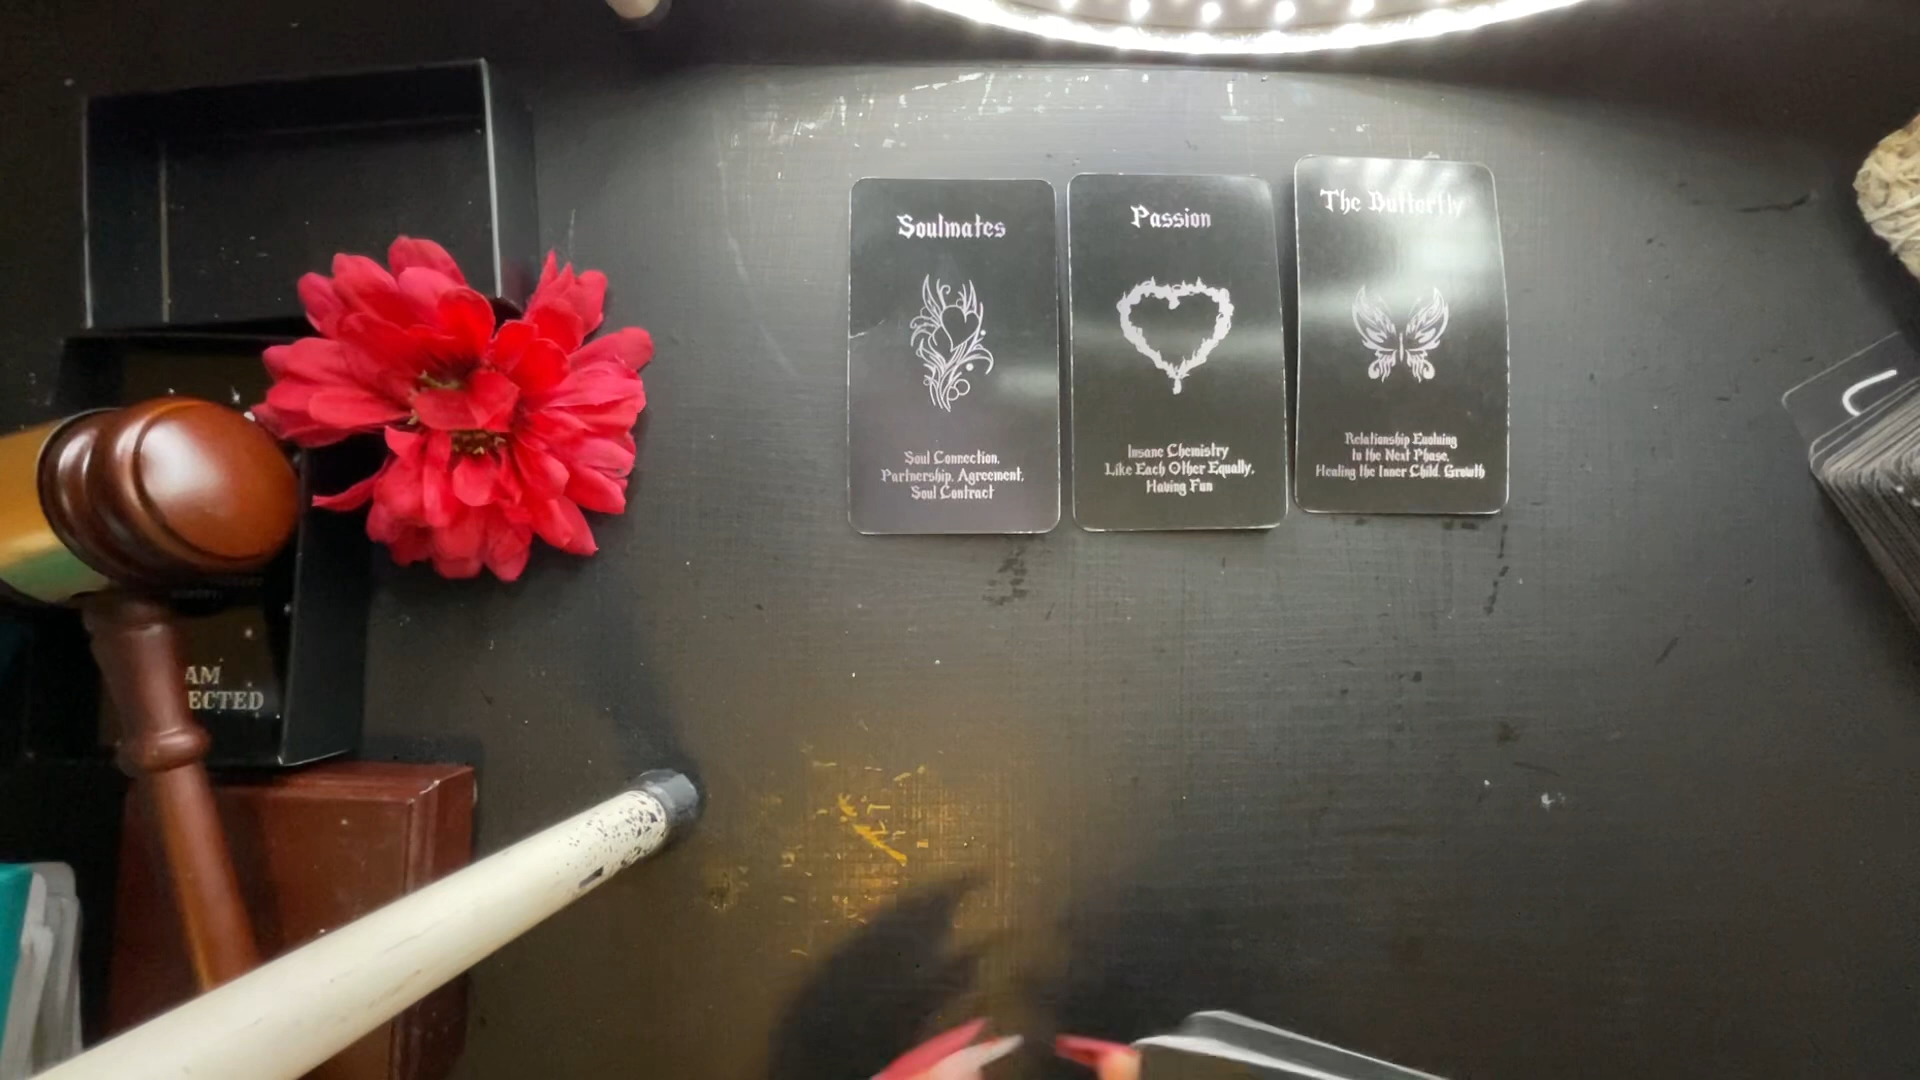 Soulmates
Soul Connection,
Partnership, Agreement,
Soul Contract
Passion
Insane Chemistry
Like Each Other Equally,
Having Fun
The Butterfly
Relationship Evolving
to the Next Phase,
Healing the Inner Child, Growth
AM
ECTED